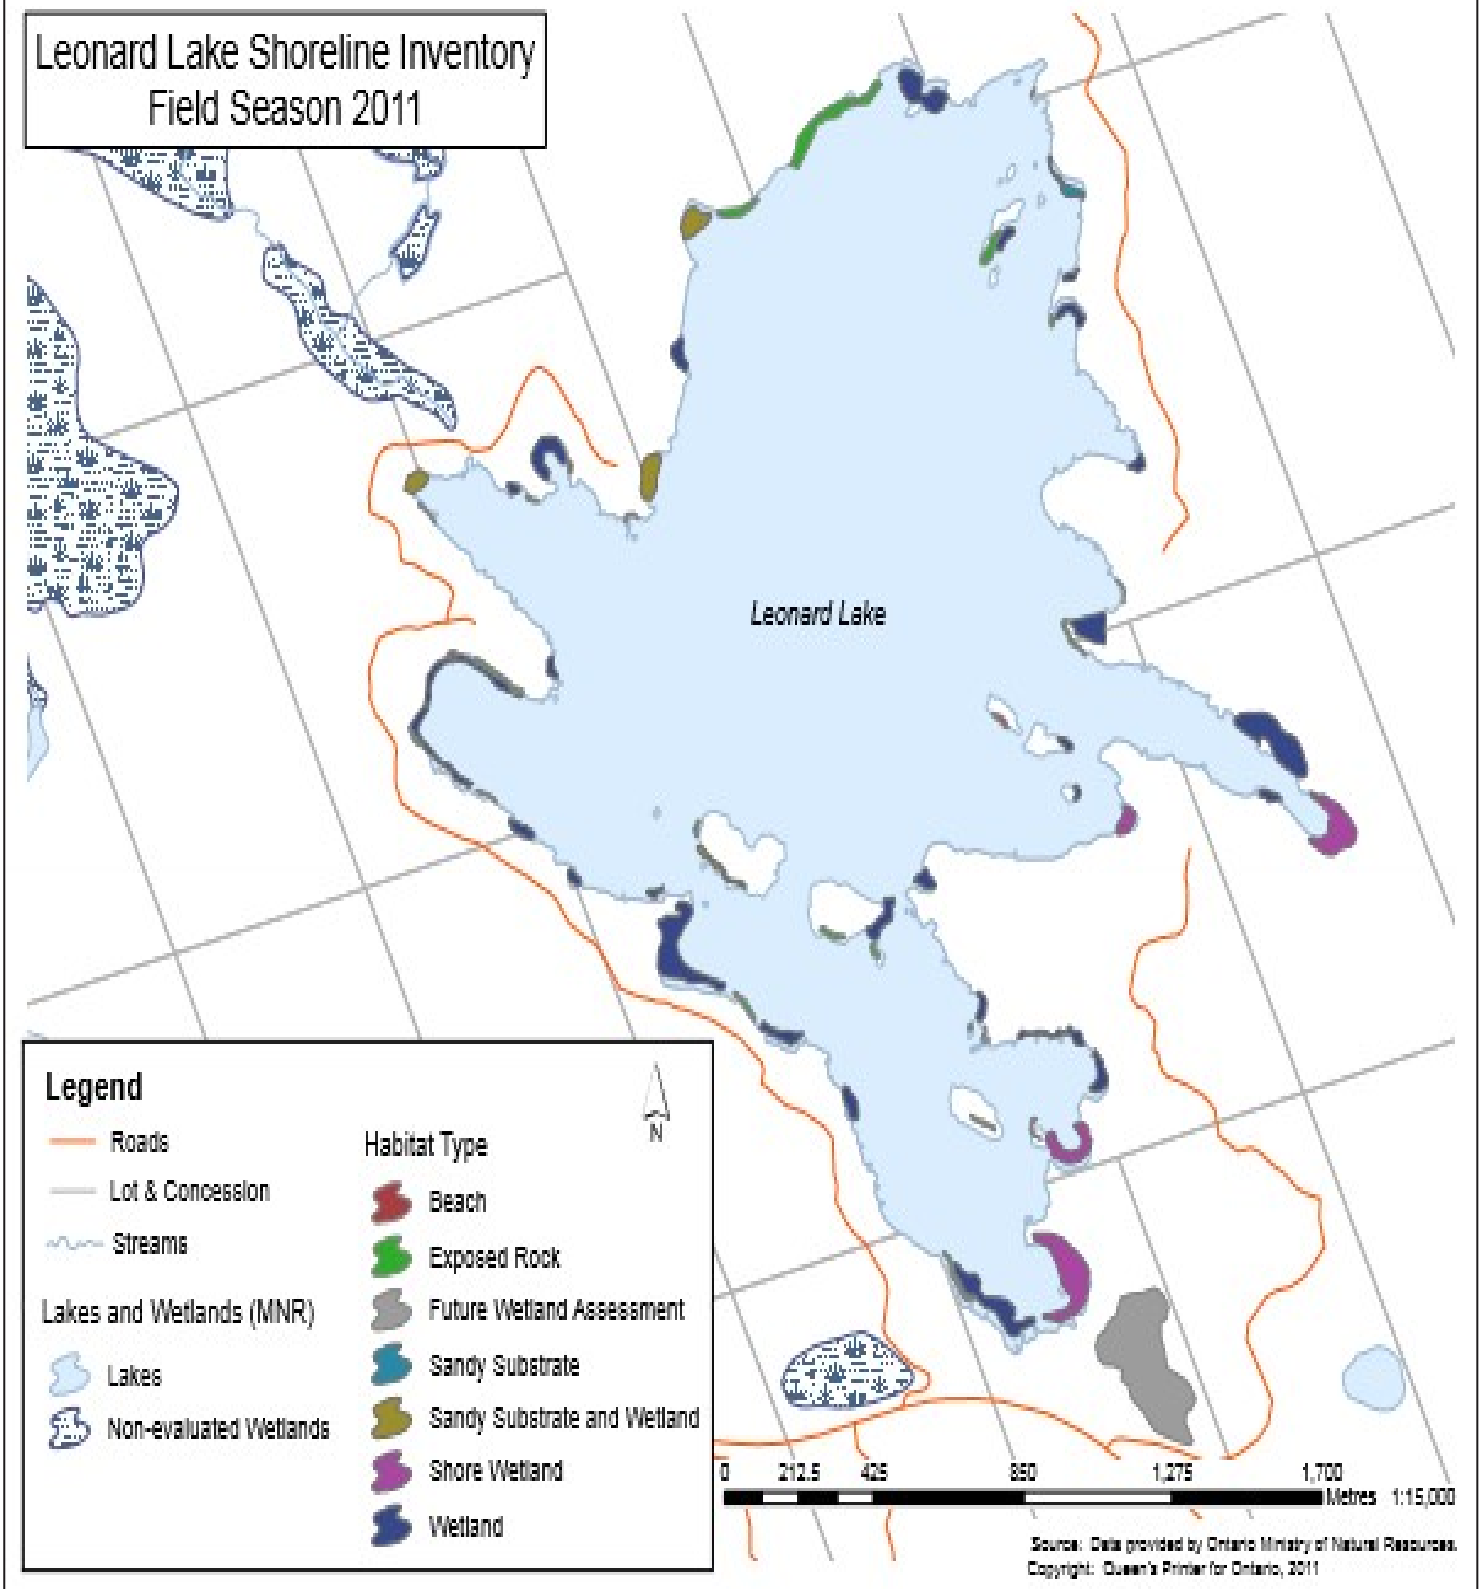 Leonard Lake Shoreline Inventory
Field Season 2011
Leonard Lake
Legend
Roads
Lot & Concession
Streams
Lakes and Wetlands (MNR)
Lakes
Non-evaluated Wetlands
N
Habitat Type
Beach
Exposed Rock
Future Wetland Assessment
Sandy Substrate
Sandy Substrate and Wetland
Shore Wetland
Wetland
0 212.5 425 850 1,275 1,700
Metres 1:15,000
Source: Data provided by Ontario Ministry of Natural Resources.
Copyright: Queen's Printer for Ontario, 2011